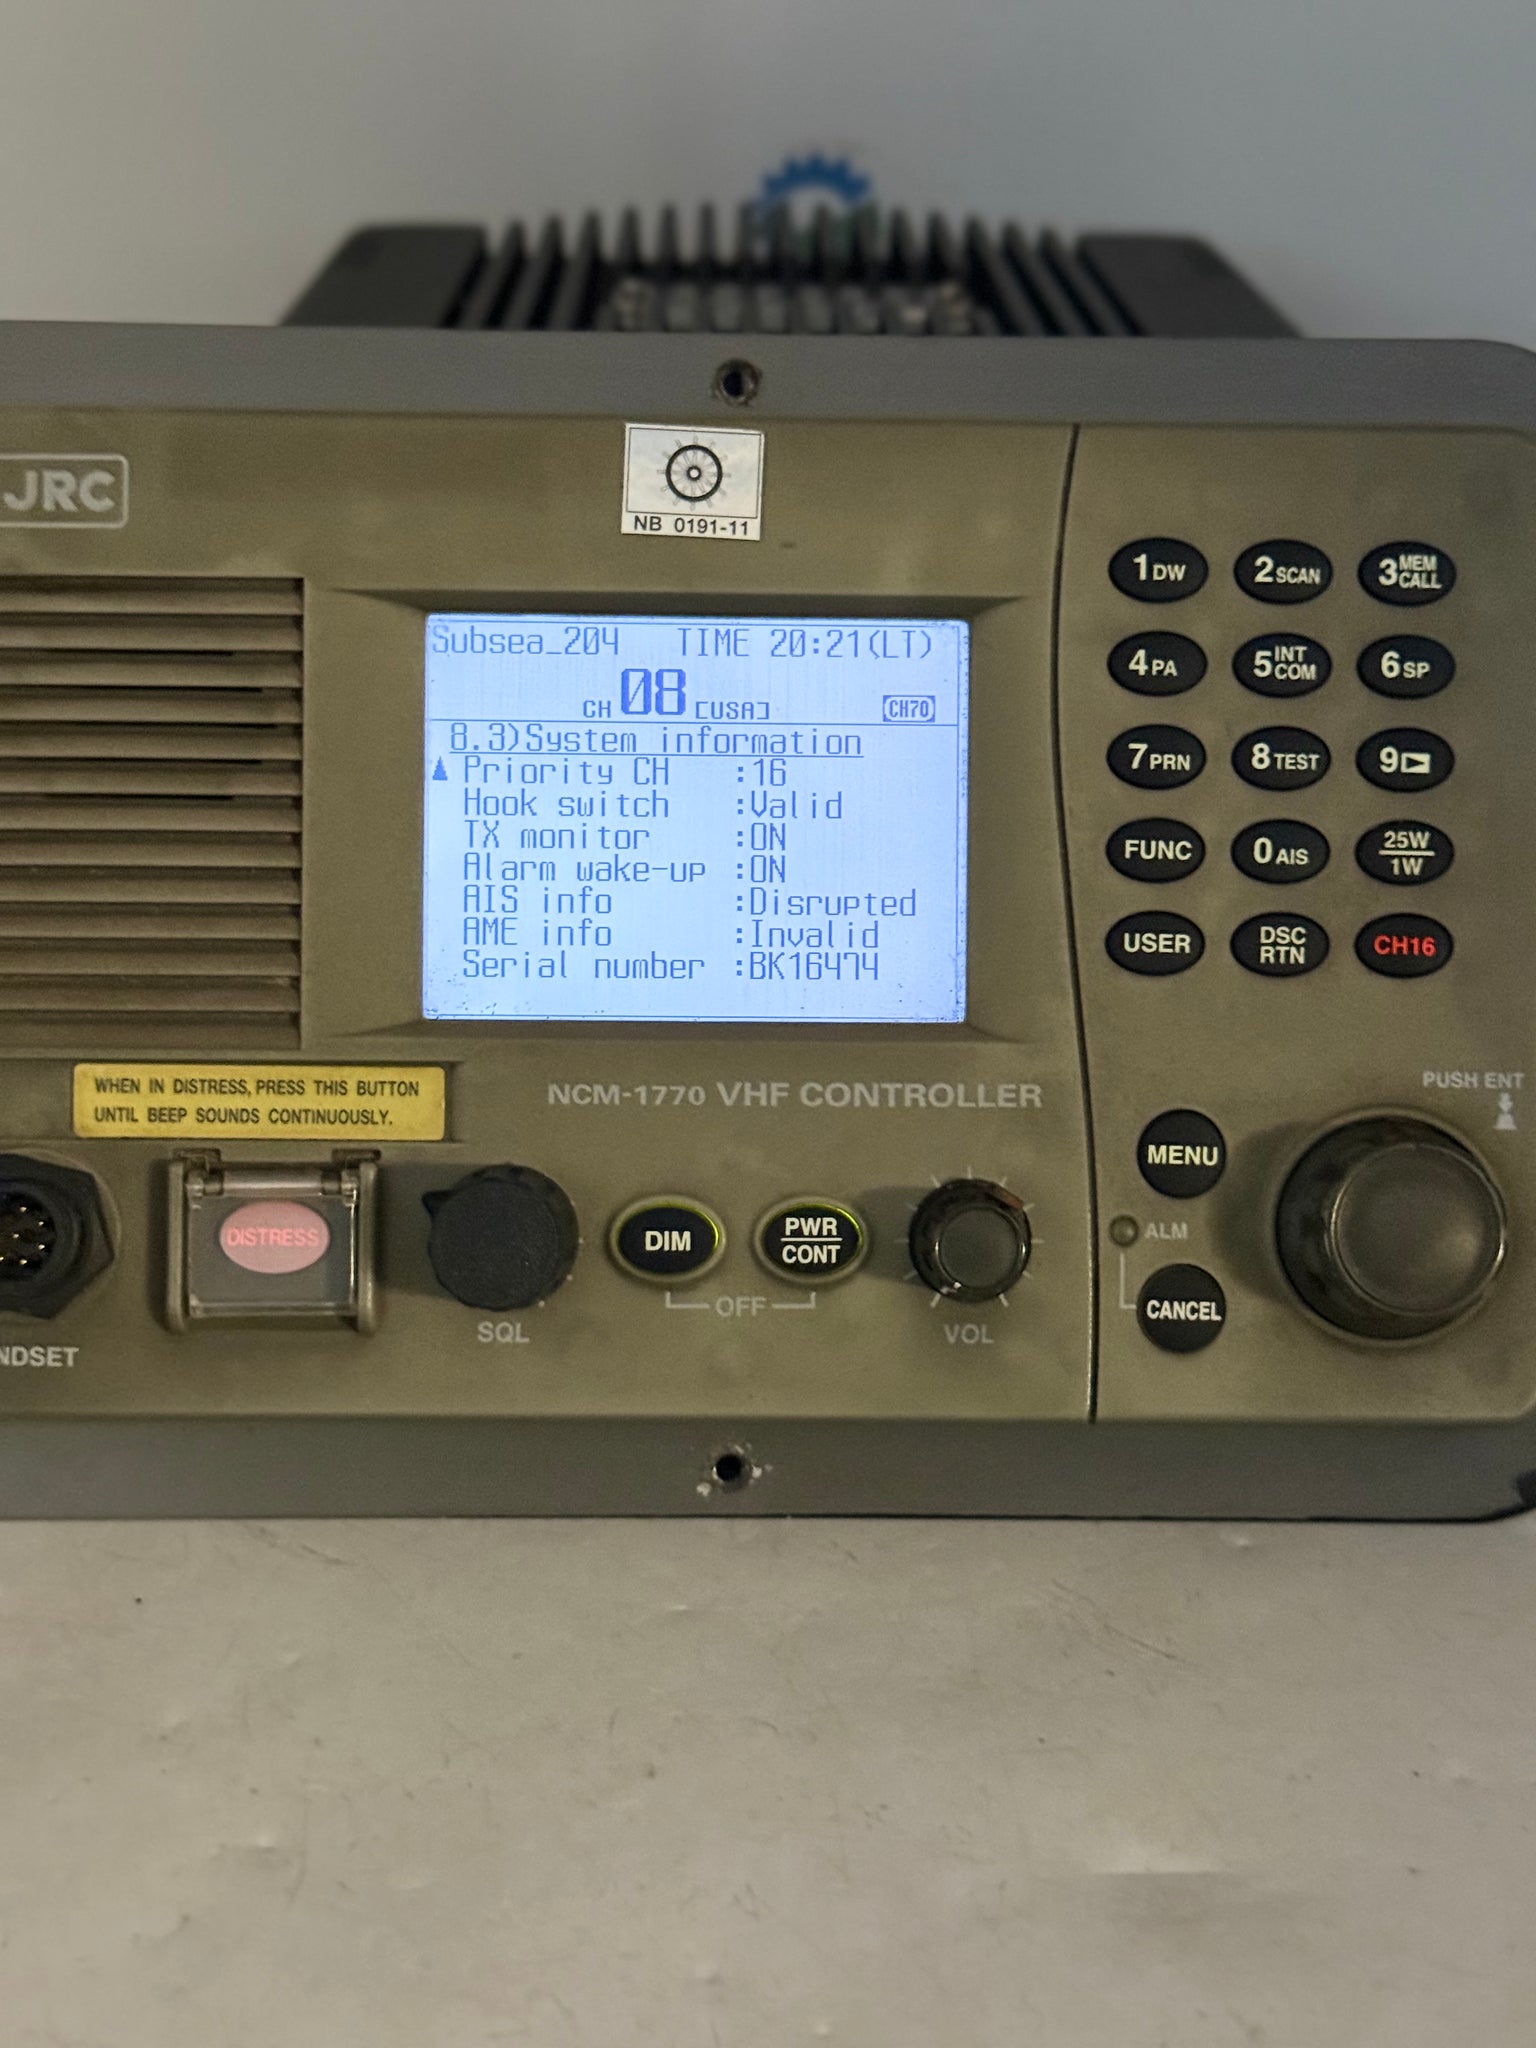 JRC
NB 0191-11
Subsea_204 TIME 20:21(LT)
CH 08 [USA] CH70
8.3)System information
Priority CH :16
Hook switch :Valid
TX monitor :ON
Alarm wake-up :ON
AIS info :Disrupted
AME info :Invalid
Serial number :BK16474
1 DW
2 SCAN
3 MEM CALL
4 PA
5 INT COM
6 SP
7 PRN
8 TEST
9
FUNC
0 AIS
25W
1W
USER
DSC
RTN
CH16
WHEN IN DISTRESS, PRESS THIS BUTTON
UNTIL BEEP SOUNDS CONTINUOUSLY.
NCM-1770 VHF CONTROLLER
PUSH ENT
MENU
DISTRESS
DIM
PWR
CONT
ALM
OFF
CANCEL
NDSET
SQL
VOL